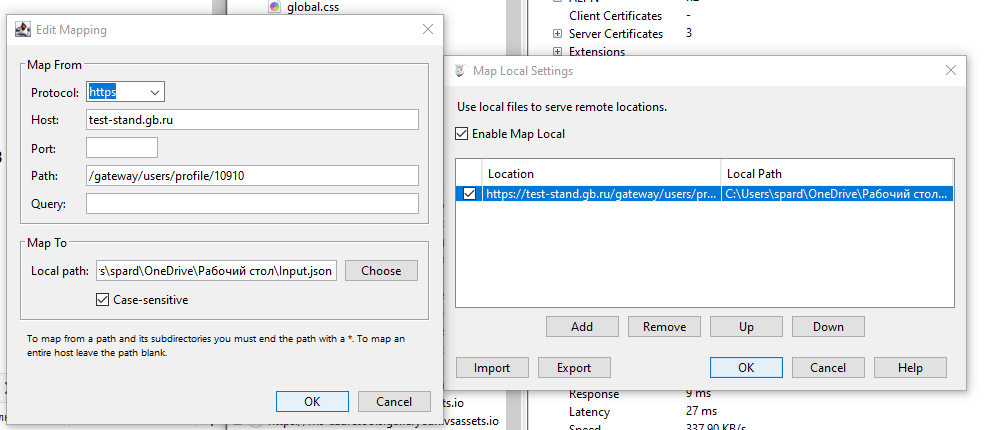 global.css
Client Certificates -
Server Certificates 3
Extensions
Edit Mapping
Map From
Protocol: https
Host: test-stand.gb.ru
Port:
Path: /gateway/users/profile/10910
Query:
Map To
Local path: \spard\OneDrive\Рабочий стол\Input.json Choose
Case-sensitive
To map from a path and its subdirectories you must end the path with a *. To map an
entire host leave the path blank.
OK Cancel
Map Local Settings
Use local files to serve remote locations.
Enable Map Local
Location Local Path
https://test-stand.gb.ru/gateway/users/pr... C:\Users\spard\OneDrive\Рабочий стол...
Add Remove Up Down
Import Export OK Cancel Help
Response 9 ms
Latency 27 ms
Speed 337.90 KB/s